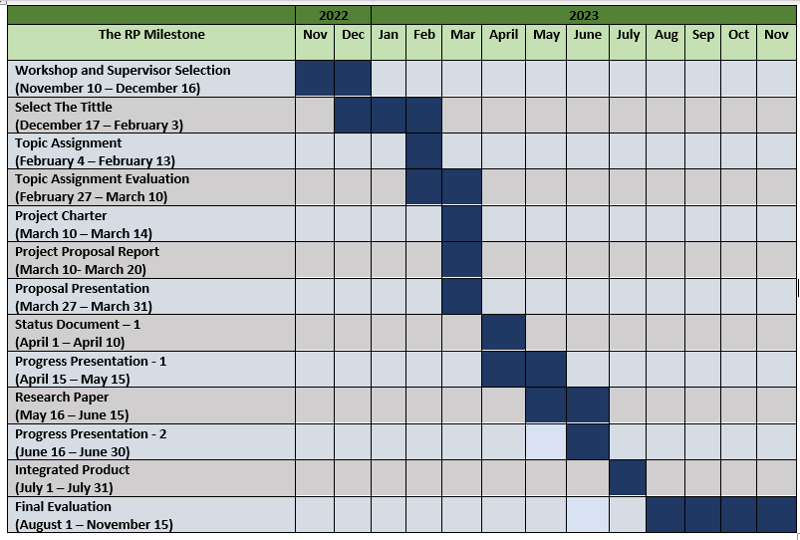 2022 2023
The RP Milestone Nov Dec Jan Feb Mar April May June July Aug Sep Oct Nov
Workshop and Supervisor Selection
(November 10 – December 16)
Select The Tittle
(December 17 – February 3)
Topic Assignment
(February 4 – February 13)
Topic Assignment Evaluation
(February 27 – March 10)
Project Charter
(March 10 – March 14)
Project Proposal Report
(March 10- March 20)
Proposal Presentation
(March 27 – March 31)
Status Document – 1
(April 1 – April 10)
Progress Presentation - 1
(April 15 – May 15)
Research Paper
(May 16 – June 15)
Progress Presentation - 2
(June 16 – June 30)
Integrated Product
(July 1 – July 31)
Final Evaluation
(August 1 – November 15)